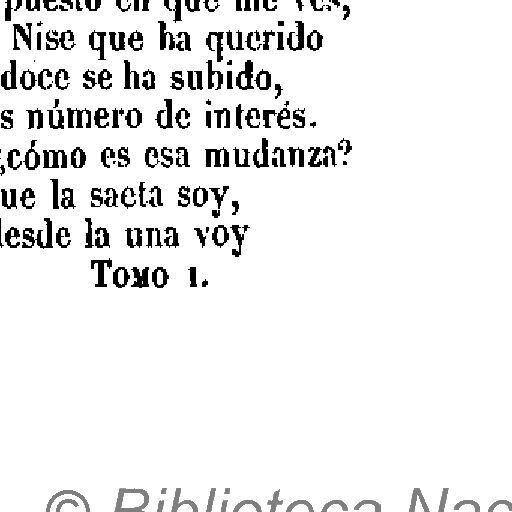 puesto en que me ves,
Nise que ha querido
doce se ha subido,
s número de interés.
¿cómo es esa mudanza?
ue la saeta soy,
desde la una voy
TOMO I.
© Biblioteca Nac